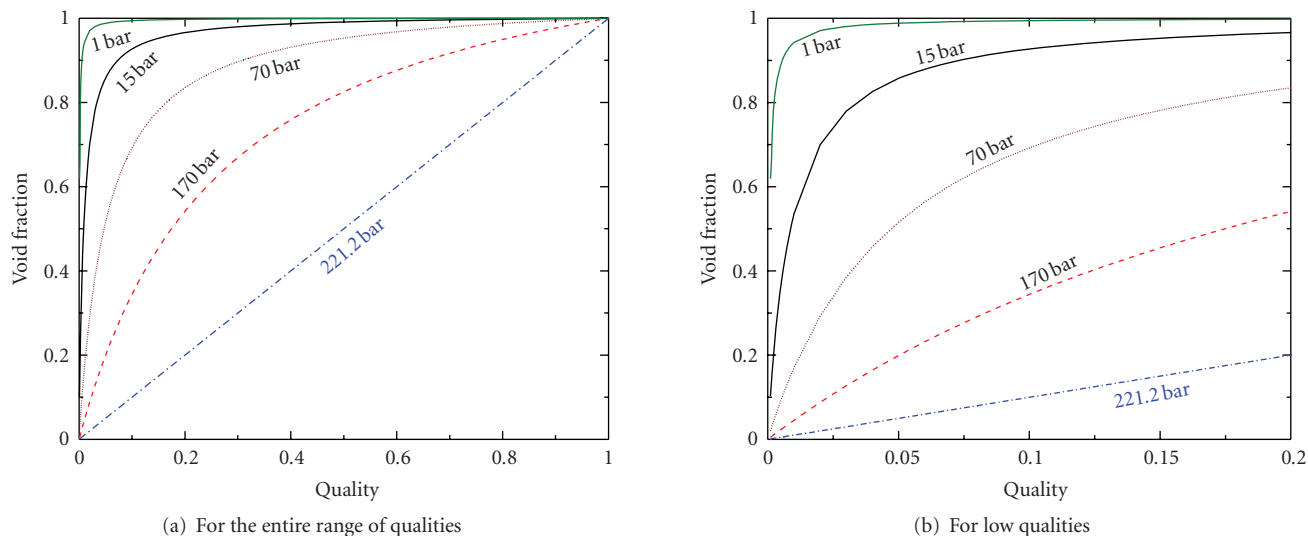 1
0.8
0.6
0.4
0.2
0
Void fraction
1 bar
15 bar
70 bar
170 bar
221.2 bar
0 0.2 0.4 0.6 0.8 1
Quality
(a) For the entire range of qualities
1
0.8
0.6
0.4
0.2
0
Void fraction
1 bar
15 bar
70 bar
170 bar
221.2 bar
0 0.05 0.1 0.15 0.2
Quality
(b) For low qualities